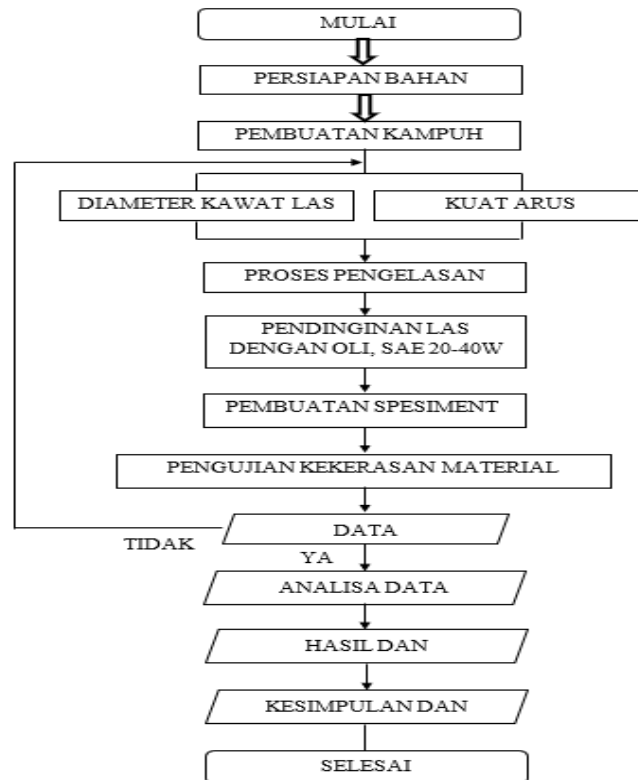 MULAI
PERSIAPAN BAHAN
PEMBUATAN KAMPUH
DIAMETER KAWAT LAS
KUAT ARUS
PROSES PENGELASAN
PENDINGINAN LAS
DENGAN OLI, SAE 20-40W
PEMBUATAN SPESIMENT
PENGUJIAN KEKERASAN MATERIAL
DATA
TIDAK
YA
ANALISA DATA
HASIL DAN
KESIMPULAN DAN
SELESAI